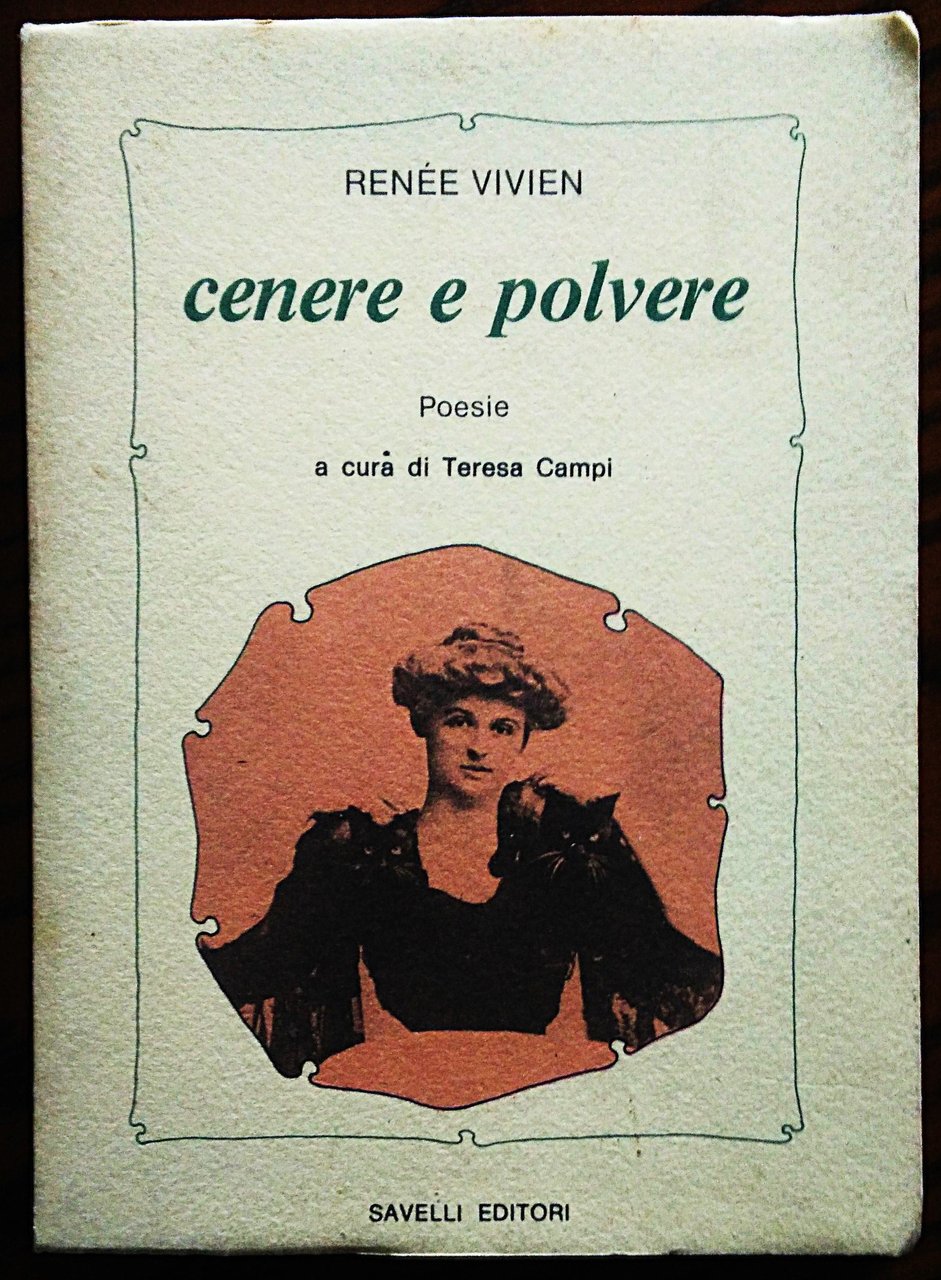 RENÉE VIVIEN
cenere e polvere
Poesie
a cura di Teresa Campi
SAVELLI EDITORI